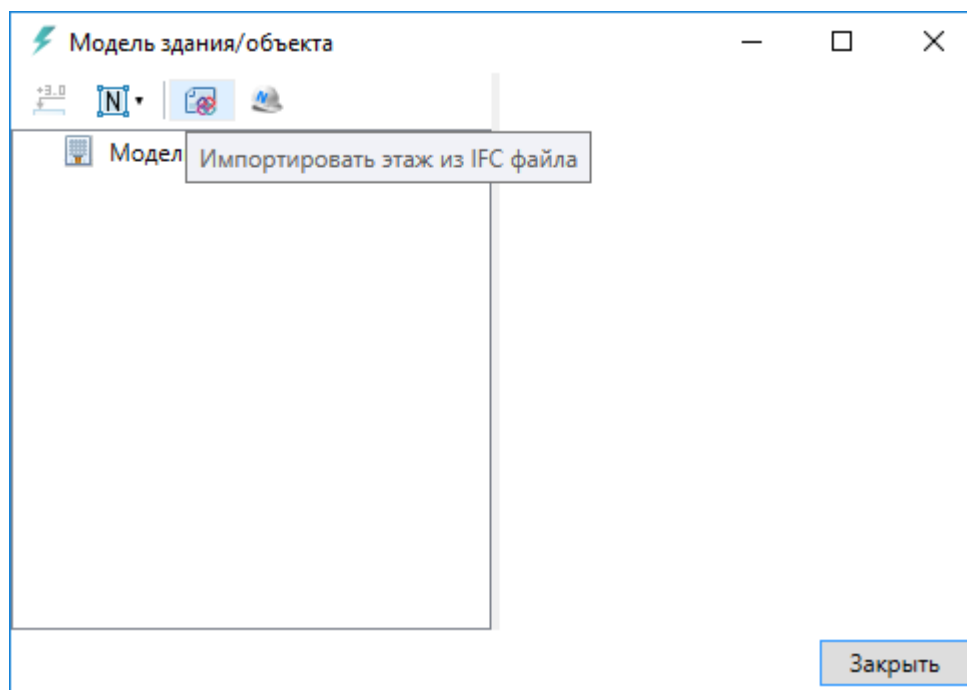 Модель здания/объекта
+3.0
N
Модел
Импортировать этаж из IFC файла
Закрыть